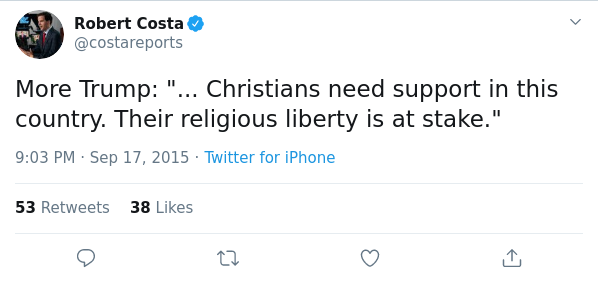 Robert Costa
@costareports
More Trump: "... Christians need support in this
country. Their religious liberty is at stake."
9:03 PM · Sep 17, 2015 · Twitter for iPhone
53 Retweets 38 Likes